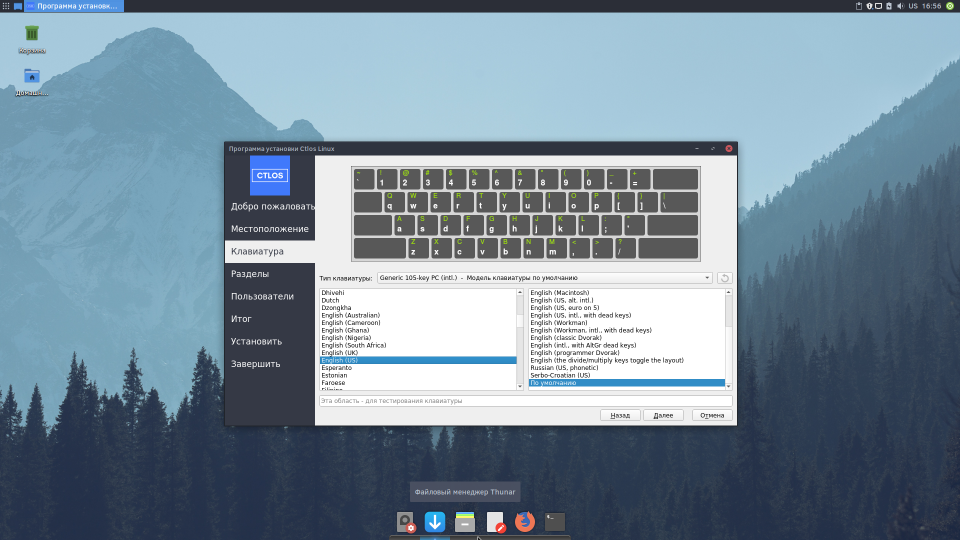 Программа установк...
US 16:56
Корзина
Домашн...
Программа установки Ctlos Linux
CTLOS
Добро пожаловать
Местоположение
Клавиатура
Разделы
Пользователи
Итог
Установить
Завершить
~ ! @ # $ % ^ & * ( ) _ +
` 1 2 3 4 5 6 7 8 9 0 - =
Q W E R T Y U I O P { } |
q w e r t y u i o p [ ] \
A S D F G H J K L : "
a s d f g h j k l ; '
Z X C V B N M < > ?
z x c v b n m , . /
Тип клавиатуры: Generic 105-key PC (intl.) - Модель клавиатуры по умолчанию
Dhivehi
Dutch
Dzongkha
English (Australian)
English (Cameroon)
English (Ghana)
English (Nigeria)
English (South Africa)
English (UK)
English (US)
Esperanto
Estonian
Faroese
Filipino
English (Macintosh)
English (US, alt. intl.)
English (US, euro on 5)
English (US, intl., with dead keys)
English (Workman)
English (Workman, intl., with dead keys)
English (classic Dvorak)
English (intl., with AltGr dead keys)
English (programmer Dvorak)
English (the divide/multiply keys toggle the layout)
Russian (US, phonetic)
Serbo-Croatian (US)
По умолчанию
Эта область - для тестирования клавиатуры
Назад
Далее
Отмена
Файловый менеджер Thunar